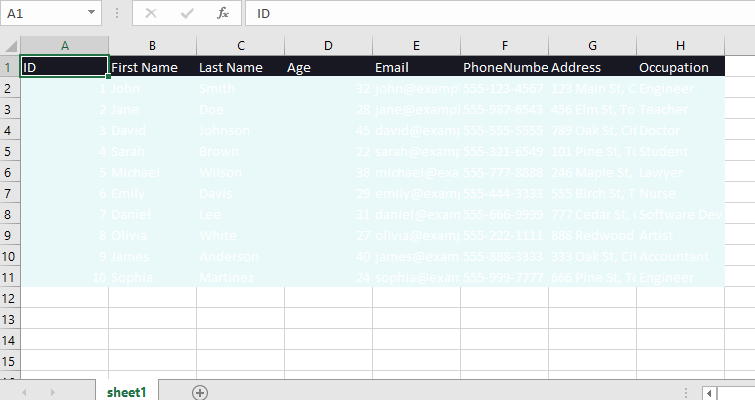 A1 fx ID
A B C D E F G H
1 ID First Name Last Name Age Email PhoneNumbe Address Occupation
2 1 John Smith 32 john@exampl 555-123-4567 123 Main St, C Engineer
3 2 Jane Doe 28 jane@exampl 555-987-6543 456 Elm St, To Teacher
4 3 David Johnson 45 david@exam 555-555-5555 789 Oak St, Cit Doctor
5 4 Sarah Brown 22 sarah@exam 555-321-6549 101 Pine St, To Student
6 5 Michael Wilson 38 michael@exa 555-777-8888 246 Maple St, Lawyer
7 6 Emily Davis 29 emily@examp 555-444-3333 555 Birch St, T Nurse
8 7 Daniel Lee 31 daniel@exam 555-666-9999 777 Cedar St, Software Dev
9 8 Olivia White 27 olivia@examp 555-222-1111 888 Redwood Artist
10 9 James Anderson 40 james@exam 555-888-3333 333 Oak St, Cit Accountant
11 10 Sophia Martinez 24 sophia@exam 555-999-7777 666 Pine St, To Engineer
12
13
14
15
sheet1